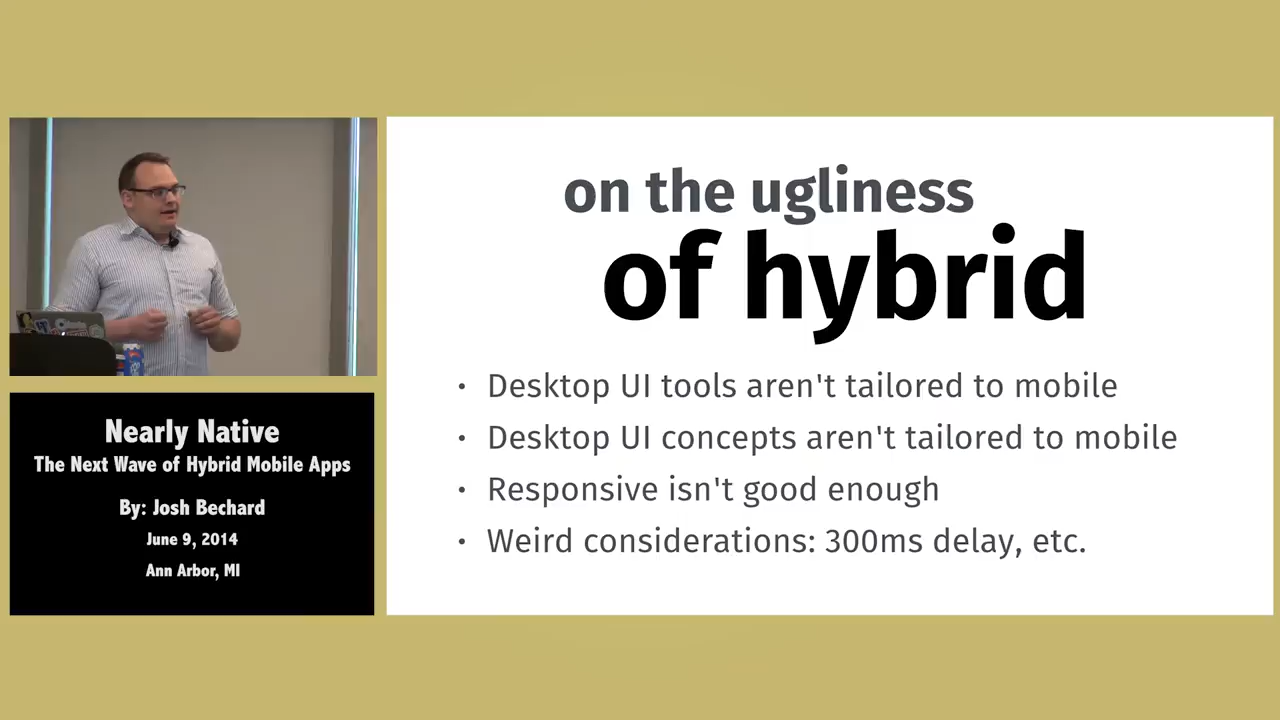 on the ugliness
of hybrid
• Desktop UI tools aren't tailored to mobile
• Desktop UI concepts aren't tailored to mobile
• Responsive isn't good enough
• Weird considerations: 300ms delay, etc.
Nearly Native
The Next Wave of Hybrid Mobile Apps
By: Josh Bechard
June 9, 2014
Ann Arbor, MI